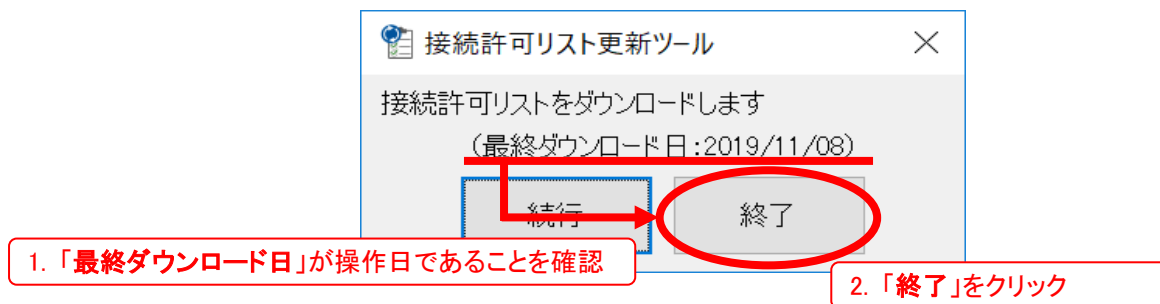 接続許可リスト更新ツール
接続許可リストをダウンロードします
（最終ダウンロード日：2019/11/08）
続行
終了
1. 「最終ダウンロード日」が操作日であることを確認
2. 「終了」をクリック